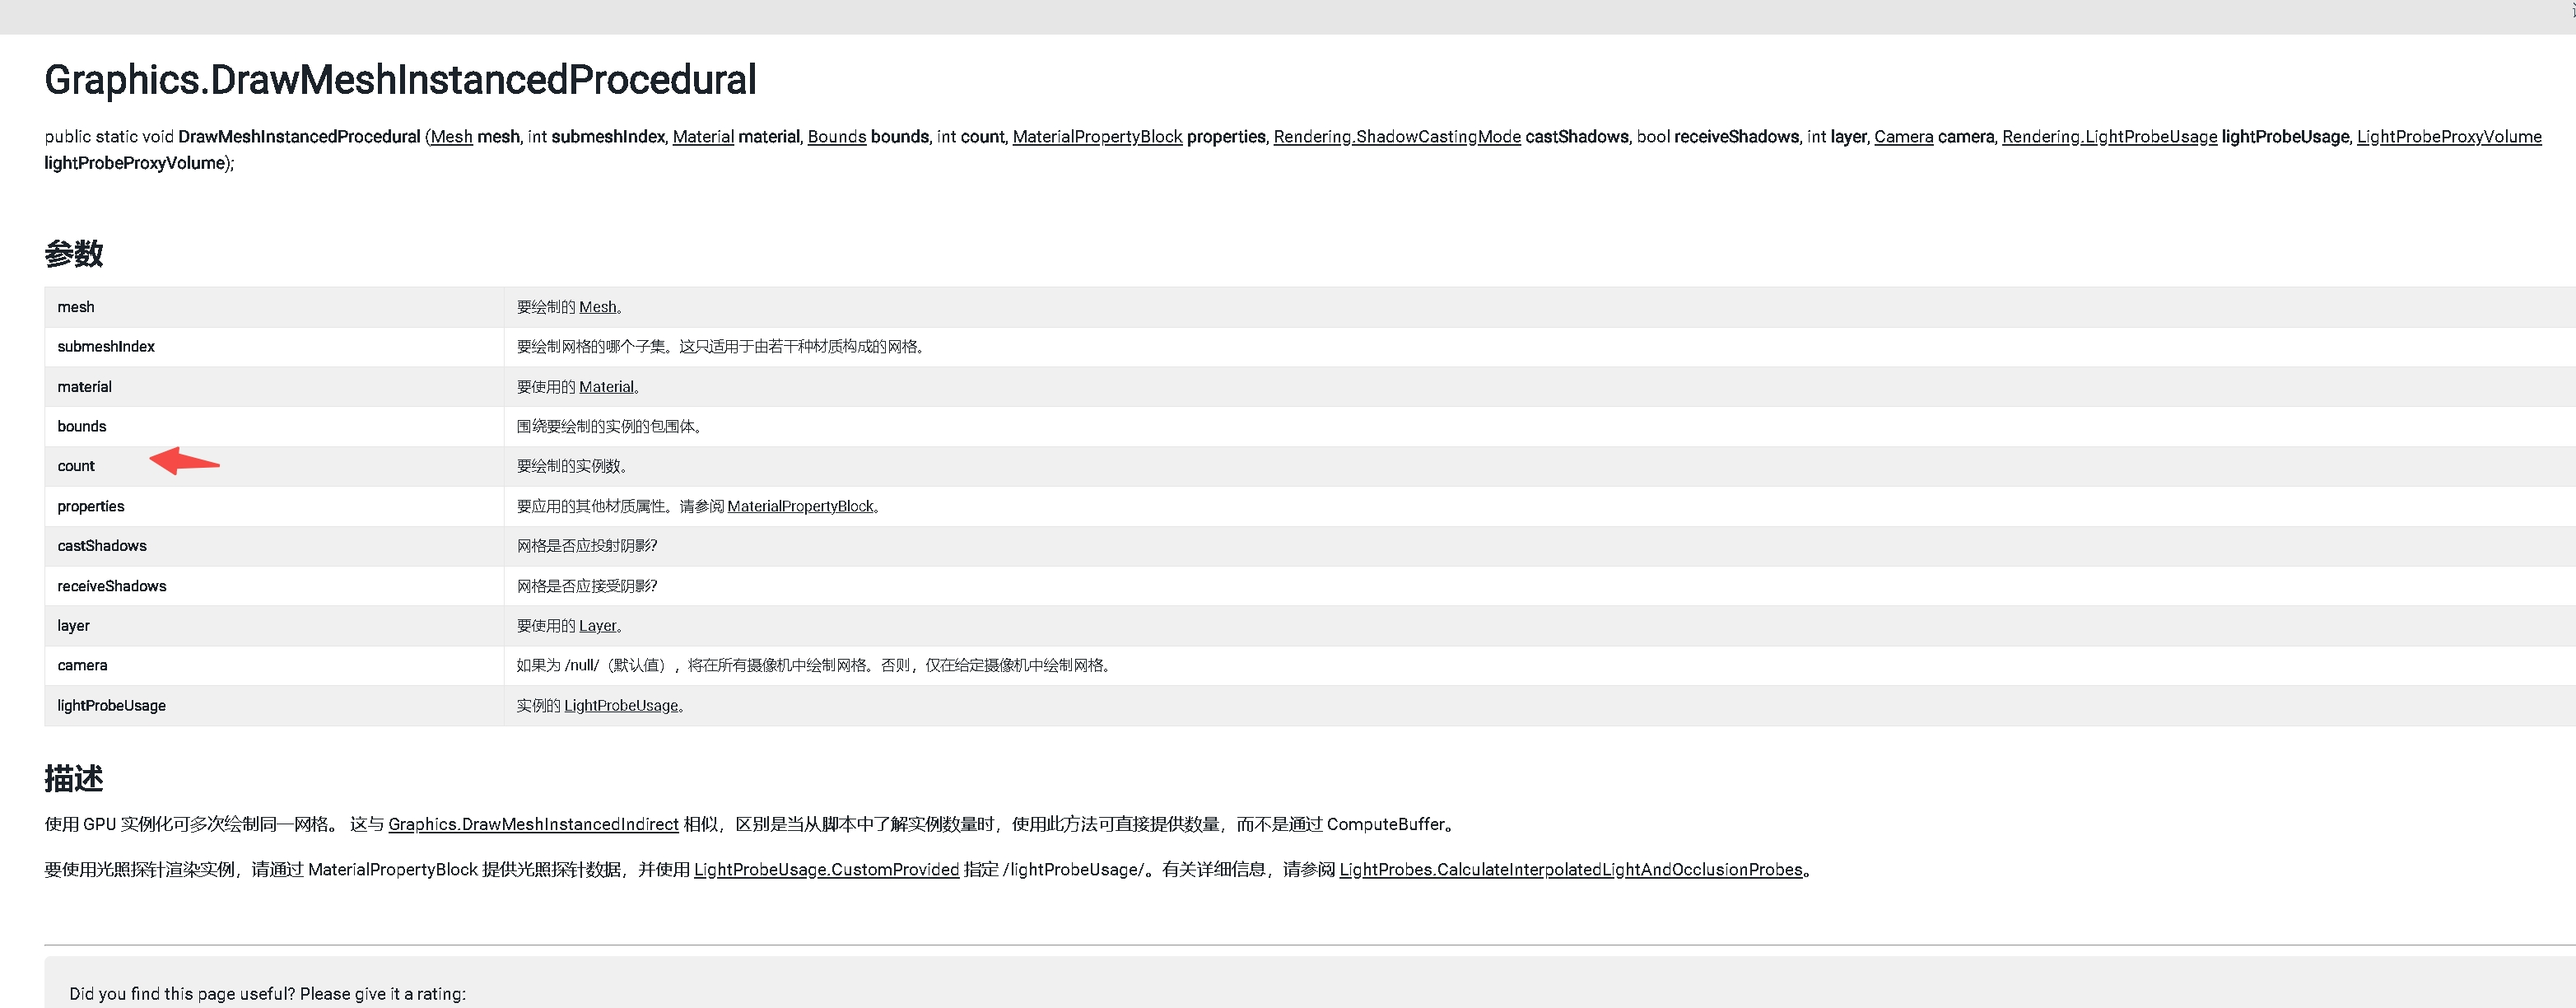 Graphics.DrawMeshInstancedProcedural
public static void DrawMeshInstancedProcedural (Mesh mesh, int submeshIndex, Material material, Bounds bounds, int count, MaterialPropertyBlock properties, Rendering.ShadowCastingMode castShadows, bool receiveShadows, int layer, Camera camera, Rendering.LightProbeUsage lightProbeUsage, LightProbeProxyVolume
lightProbeProxyVolume);
参数
mesh 要绘制的 Mesh。
submeshIndex 要绘制网格的哪个子集。这只适用于由若干种材质构成的网格。
material 要使用的 Material。
bounds 围绕要绘制的实例的包围体。
count 要绘制的实例数。
properties 要应用的其他材质属性。请参阅 MaterialPropertyBlock。
castShadows 网格是否应投射阴影?
receiveShadows 网格是否应接受阴影?
layer 要使用的 Layer。
camera 如果为 /null/（默认值），将在所有摄像机中绘制网格。否则，仅在给定摄像机中绘制网格。
lightProbeUsage 实例的 LightProbeUsage。
描述
使用 GPU 实例化可多次绘制同一网格。 这与 Graphics.DrawMeshInstancedIndirect 相似，区别是当从脚本中了解实例数量时，使用此方法可直接提供数量，而不是通过 ComputeBuffer。
要使用光照探针渲染实例，请通过 MaterialPropertyBlock 提供光照探针数据，并使用 LightProbeUsage.CustomProvided 指定 /lightProbeUsage/。有关详细信息，请参阅 LightProbes.CalculateInterpolatedLightAndOcclusionProbes。
Did you find this page useful? Please give it a rating: